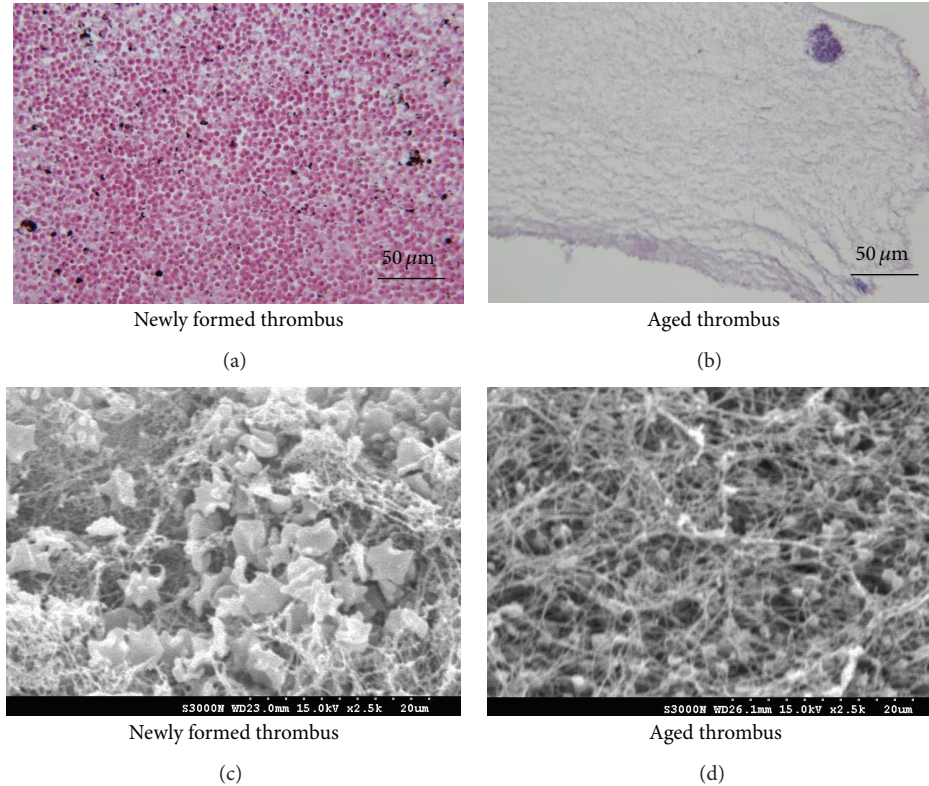 50 μm
50 μm
Newly formed thrombus
Aged thrombus
(a)
(b)
S3000N WD23.0mm 15.0kV x2.5k 20um
S3000N WD26.1mm 15.0kV x2.5k 20um
Newly formed thrombus
Aged thrombus
(c)
(d)